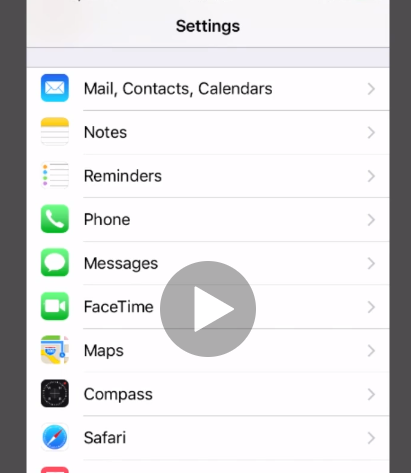 Settings
Mail, Contacts, Calendars
Notes
Reminders
Phone
Messages
FaceTime
Maps
Compass
Safari